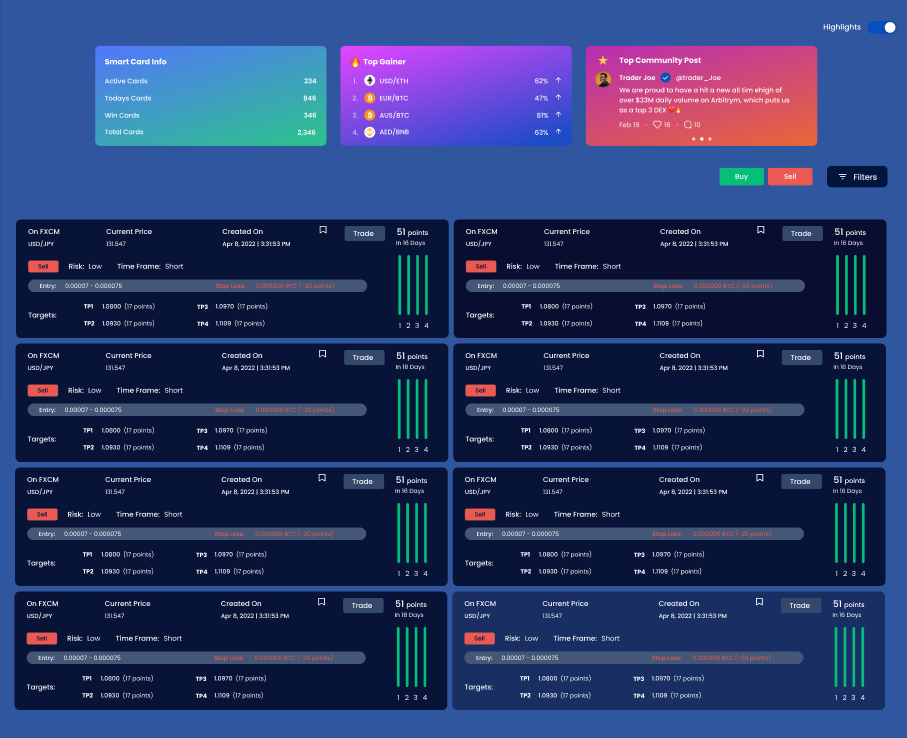 Highlights
Smart Card Info
Active Cards 234
Todays Cards 846
Win Cards 346
Total Cards 2,346
Top Gainer
1. USD/ETH 62%
2. EUR/BTC 47%
3. AUS/BTC 81%
4. AED/BNB 63%
Top Community Post
Trader Joe @trader_Joe
We are proud to have a hit a new all tim ehigh of
over $23M daily volume on Arbitrym, which puts us
as a top 3 DEX
Feb 19 · 16 · 10
Buy Sell Filters
On FXCM Current Price Created On Trade 51 points
USD/JPY 131.547 Apr 8, 2022 | 3:31:53 PM In 16 Days
Sell Risk: Low Time Frame: Short
Entry: 0.00007 - 0.000075 Stop Loss: 0.000006 BTC (-20 points)
Targets:
TP1 1.0800 (17 points) TP3 1.0970 (17 points)
TP2 1.0930 (17 points) TP4 1.1109 (17 points)
1 2 3 4
On FXCM Current Price Created On Trade 51 points
USD/JPY 131.547 Apr 8, 2022 | 3:31:53 PM In 16 Days
Sell Risk: Low Time Frame: Short
Entry: 0.00007 - 0.000075 Stop Loss: 0.000006 BTC (-20 points)
Targets:
TP1 1.0800 (17 points) TP3 1.0970 (17 points)
TP2 1.0930 (17 points) TP4 1.1109 (17 points)
1 2 3 4
On FXCM Current Price Created On Trade 51 points
USD/JPY 131.547 Apr 8, 2022 | 3:31:53 PM In 16 Days
Sell Risk: Low Time Frame: Short
Entry: 0.00007 - 0.000075 Stop Loss: 0.000006 BTC (-20 points)
Targets:
TP1 1.0800 (17 points) TP3 1.0970 (17 points)
TP2 1.0930 (17 points) TP4 1.1109 (17 points)
1 2 3 4
On FXCM Current Price Created On Trade 51 points
USD/JPY 131.547 Apr 8, 2022 | 3:31:53 PM In 16 Days
Sell Risk: Low Time Frame: Short
Entry: 0.00007 - 0.000075 Stop Loss: 0.000006 BTC (-20 points)
Targets:
TP1 1.0800 (17 points) TP3 1.0970 (17 points)
TP2 1.0930 (17 points) TP4 1.1109 (17 points)
1 2 3 4
On FXCM Current Price Created On Trade 51 points
USD/JPY 131.547 Apr 8, 2022 | 3:31:53 PM In 16 Days
Sell Risk: Low Time Frame: Short
Entry: 0.00007 - 0.000075 Stop Loss: 0.000006 BTC (-20 points)
Targets:
TP1 1.0800 (17 points) TP3 1.0970 (17 points)
TP2 1.0930 (17 points) TP4 1.1109 (17 points)
1 2 3 4
On FXCM Current Price Created On Trade 51 points
USD/JPY 131.547 Apr 8, 2022 | 3:31:53 PM In 16 Days
Sell Risk: Low Time Frame: Short
Entry: 0.00007 - 0.000075 Stop Loss: 0.000006 BTC (-20 points)
Targets:
TP1 1.0800 (17 points) TP3 1.0970 (17 points)
TP2 1.0930 (17 points) TP4 1.1109 (17 points)
1 2 3 4
On FXCM Current Price Created On Trade 51 points
USD/JPY 131.547 Apr 8, 2022 | 3:31:53 PM In 16 Days
Sell Risk: Low Time Frame: Short
Entry: 0.00007 - 0.000075 Stop Loss: 0.000006 BTC (-20 points)
Targets:
TP1 1.0800 (17 points) TP3 1.0970 (17 points)
TP2 1.0930 (17 points) TP4 1.1109 (17 points)
1 2 3 4
On FXCM Current Price Created On Trade 51 points
USD/JPY 131.547 Apr 8, 2022 | 3:31:53 PM In 16 Days
Sell Risk: Low Time Frame: Short
Entry: 0.00007 - 0.000075 Stop Loss: 0.000006 BTC (-20 points)
Targets:
TP1 1.0800 (17 points) TP3 1.0970 (17 points)
TP2 1.0930 (17 points) TP4 1.1109 (17 points)
1 2 3 4